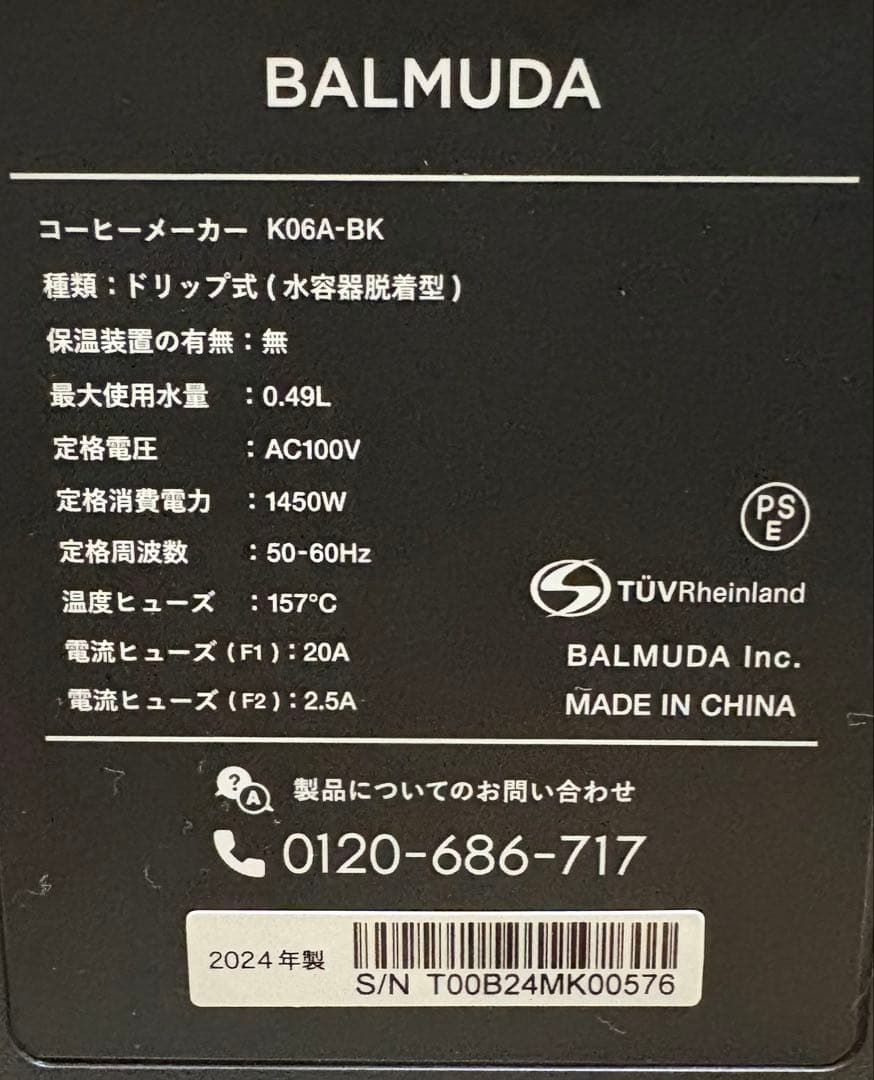 BALMUDA
コーヒーメーカー K06A-BK
種類：ドリップ式 ( 水容器脱着型 )
保温装置の有無：無
最大使用水量 ：0.49L
定格電圧 ：AC100V
定格消費電力 ：1450W
定格周波数 ：50-60Hz
温度ヒューズ ：157℃
電流ヒューズ ( F1 )：20A
電流ヒューズ ( F2 )：2.5A
PS
E
TÜVRheinland
BALMUDA Inc.
MADE IN CHINA
? A 製品についてのお問い合わせ
0120-686-717
2024年製
S/N T00B24MK00576